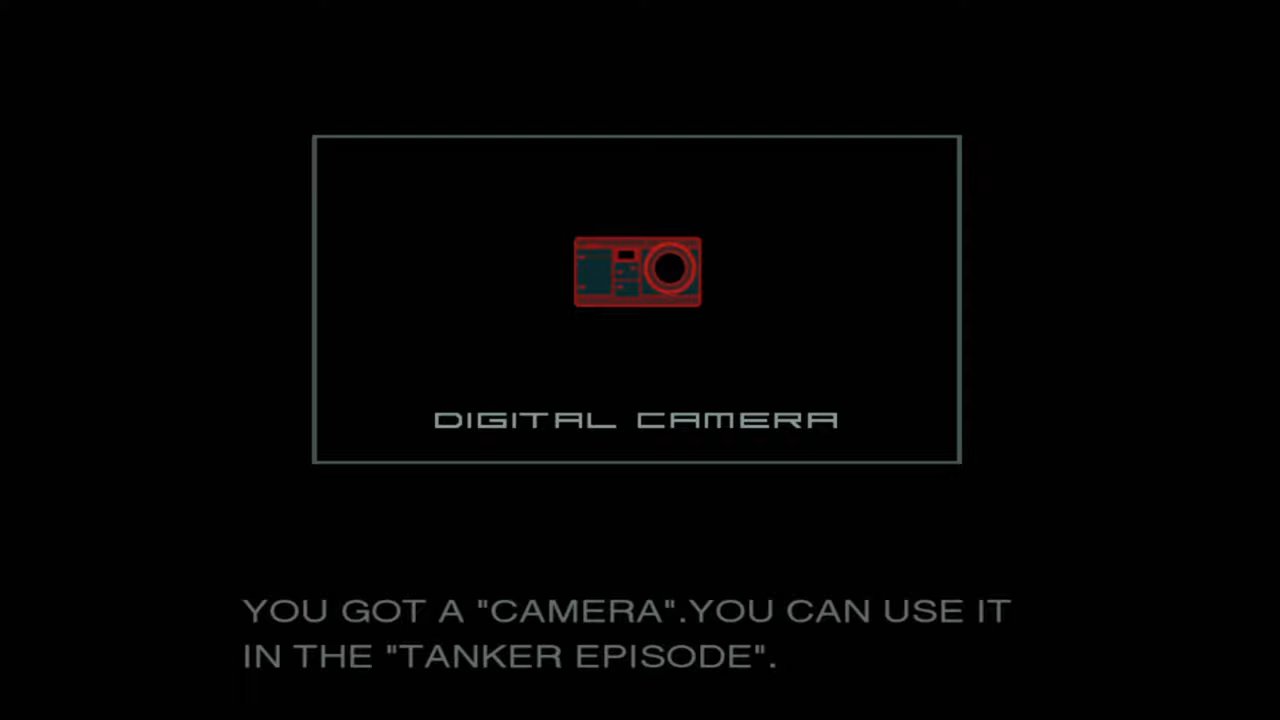 DIGITAL CAMERA
YOU GOT A "CAMERA".YOU CAN USE IT
IN THE "TANKER EPISODE".